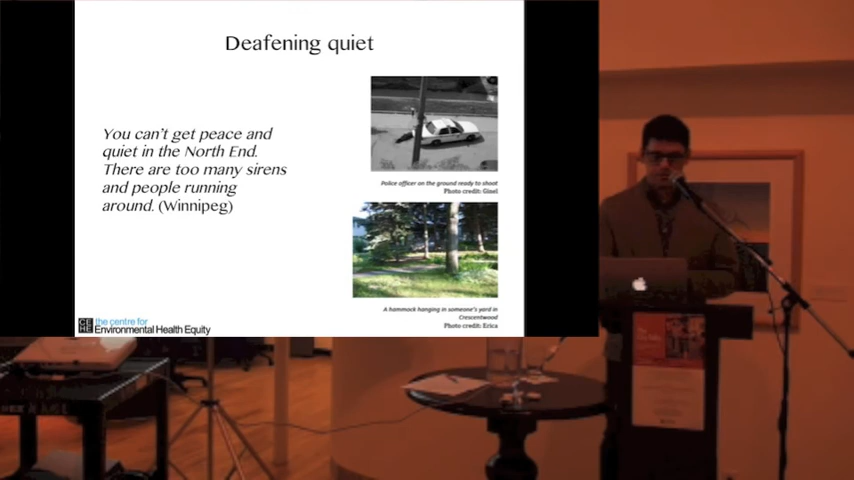 Deafening quiet
You can't get peace and
quiet in the North End.
There are too many sirens
and people running
around. (Winnipeg)
Police officer on the ground ready to shoot
Photo credit: Ginel
A hammock hanging in someone's yard in
Crescentwood
Photo credit: Erica
CE
HE
the centre for
Environmental Health Equity